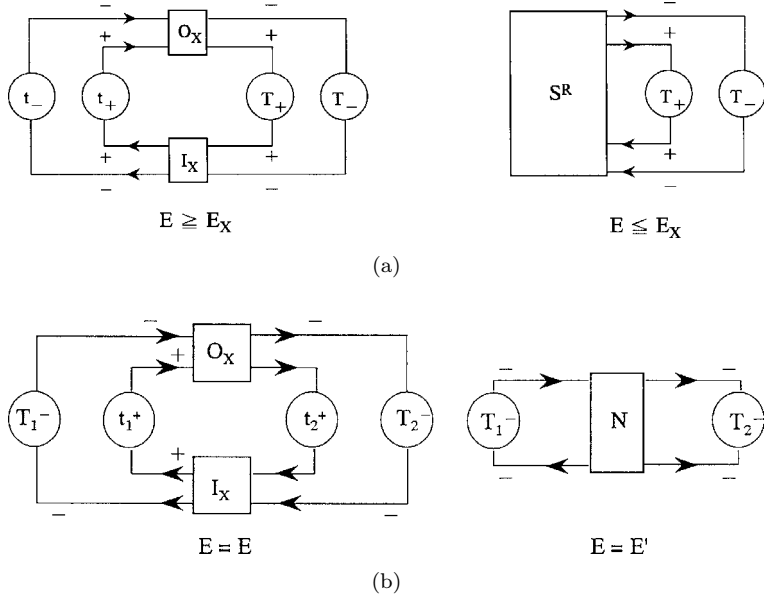 − − O_X − −
+ + + +
t_− t_+ T_+ T_−
+ I_X +
− −
E ≧ E_X
−
+
S^R T_+ T_−
+
−
E ≦ E_X
(a)
− O_X −
+
T_1^− t_1^+ t_2^+ T_2^−
+
I_X
− −
E = E
− −
T_1^− N T_2^−
− −
E = E'
(b)